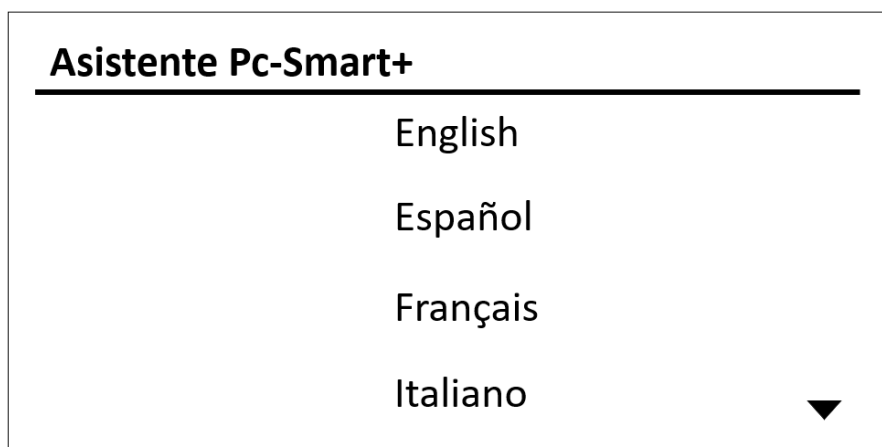 Asistente Pc-Smart+
English
Español
Français
Italiano